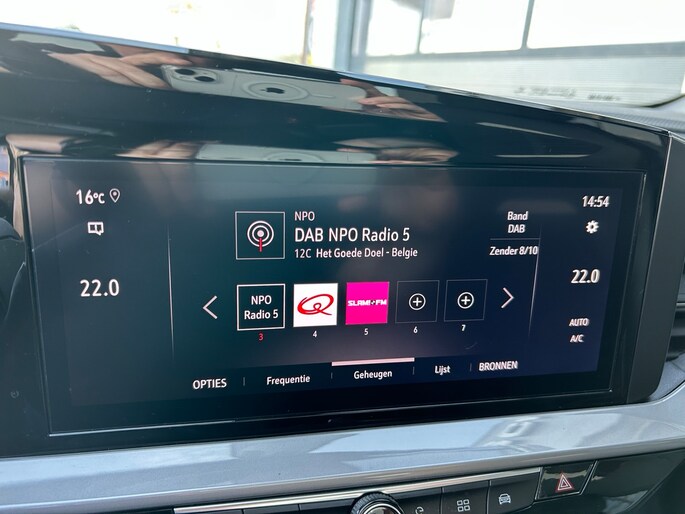 16°C
14:54
NPO
DAB NPO Radio 5
12C Het Goede Doel - Belgie
Band
DAB
Zender 8/10
22.0
22.0
NPO
Radio 5
SLAM!FM
3
4
5
6
7
AUTO
A/C
OPTIES
Frequentie
Geheugen
Lijst
BRONNEN